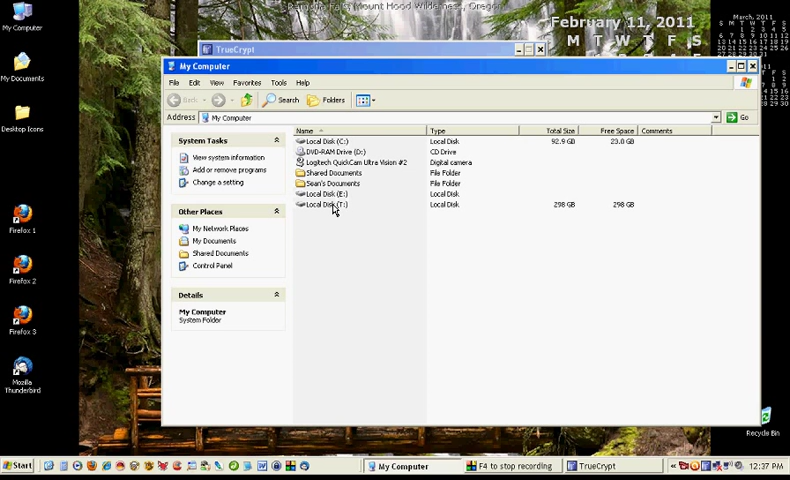 My Computer
My Documents
Desktop Icons
Firefox 1
Firefox 2
Firefox 3
Mozilla
Thunderbird
Mount Hood Wilderness, Oregon
February 11, 2011
M T W T F S
March, 2011
TrueCrypt
My Computer
File Edit View Favorites Tools Help
Back Search Folders
Address My Computer Go
System Tasks
View system information
Add or remove programs
Change a setting
Other Places
My Network Places
My Documents
Shared Documents
Control Panel
Details
My Computer
System Folder
Name Type Total Size Free Space Comments
Local Disk (C:) Local Disk 92.9 GB 23.0 GB
DVD-RAM Drive (D:) CD Drive
Logitech QuickCam Ultra Vision #2 Digital camera
Shared Documents File Folder
Sean's Documents File Folder
Local Disk (E:) Local Disk
Local Disk (T:) Local Disk 298 GB 298 GB
Recycle Bin
Start My Computer F4 to stop recording TrueCrypt 12:37 PM